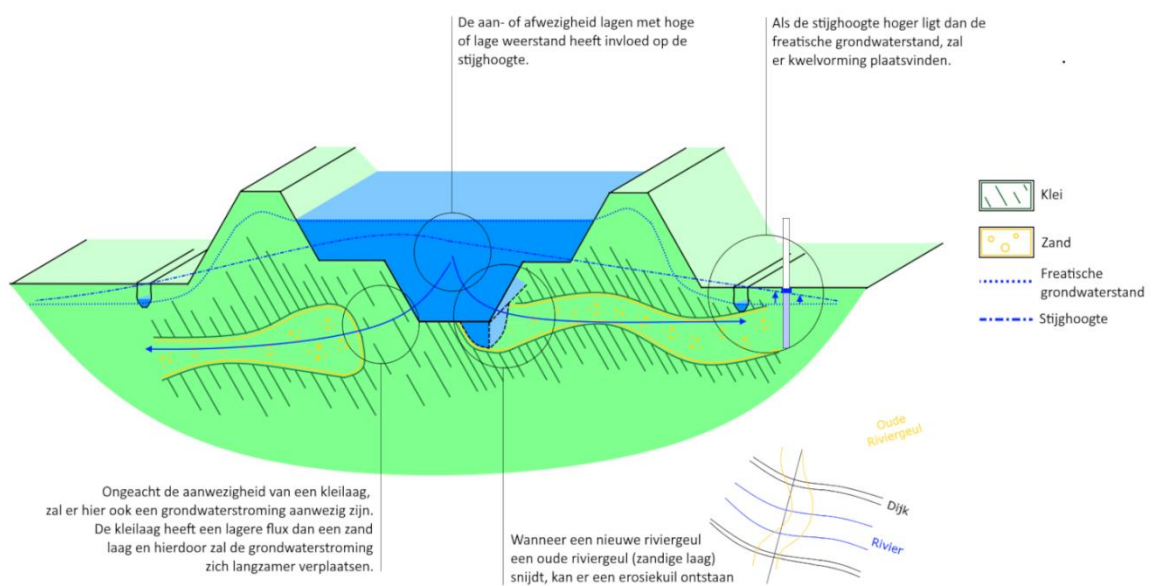 De aan- of afwezigheid lagen met hoge
of lage weerstand heeft invloed op de
stijghoogte.
Als de stijghoogte hoger ligt dan de
freatische grondwaterstand, zal
er kwelvorming plaatsvinden.
Klei
Zand
Freatische
grondwaterstand
Stijghoogte
Oude
Riviergeul
Dijk
Rivier
Ongeacht de aanwezigheid van een kleilaag,
zal er hier ook een grondwaterstroming aanwezig zijn.
De kleilaag heeft een lagere flux dan een zand
laag en hierdoor zal de grondwaterstroming
zich langzamer verplaatsen.
Wanneer een nieuwe riviergeul
een oude riviergeul (zandige laag)
snijdt, kan er een erosiekuil ontstaan